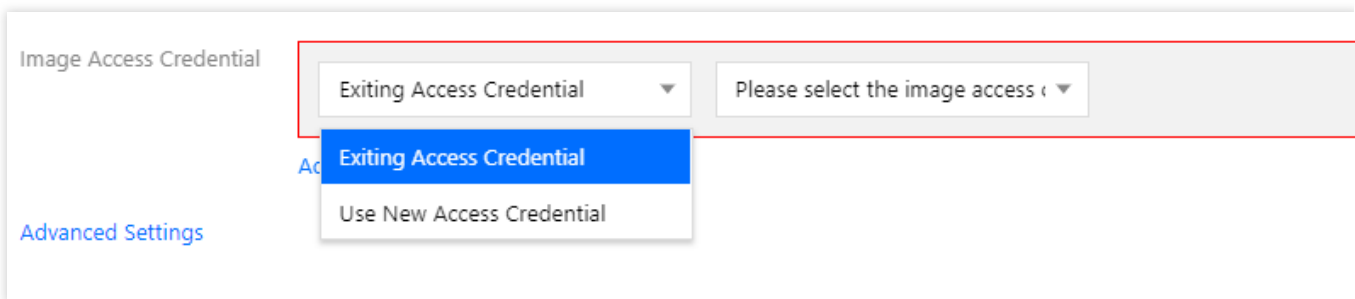 Image Access Credential
Exiting Access Credential
Please select the image access
Exiting Access Credential
Use New Access Credential
Advanced Settings